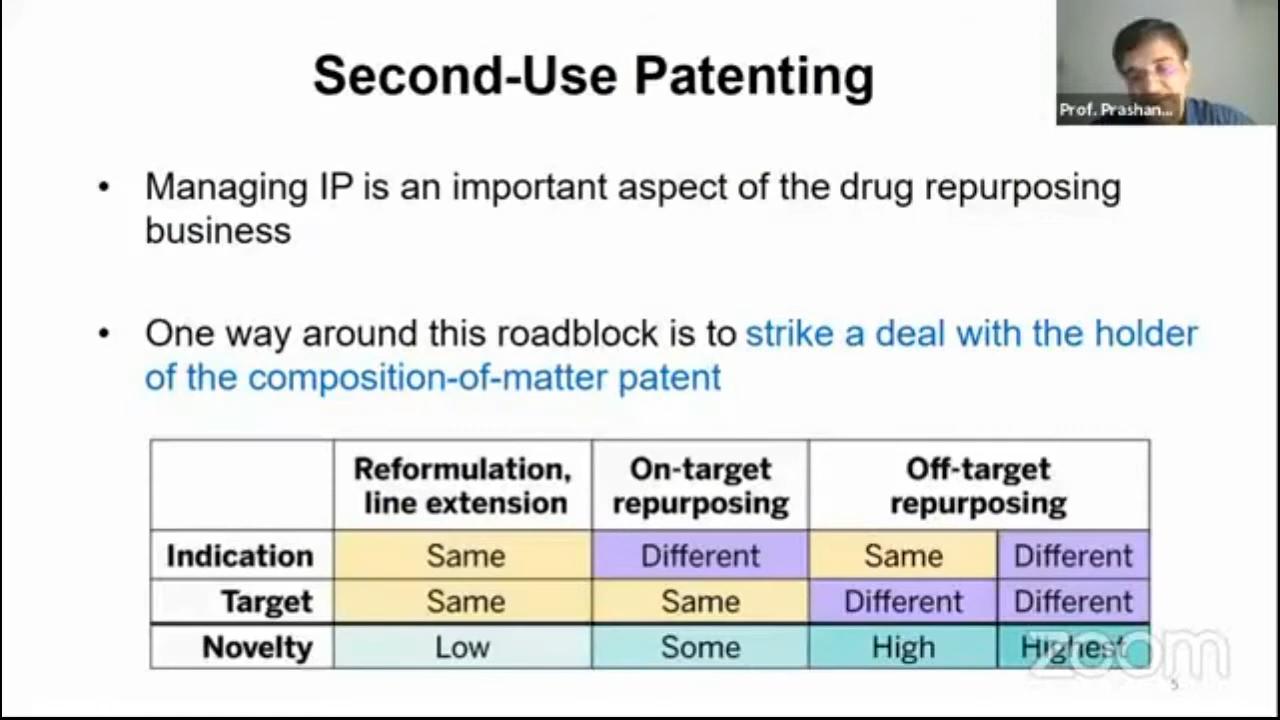 Second-Use Patenting
Prof. Prashan...
• Managing IP is an important aspect of the drug repurposing
business
• One way around this roadblock is to strike a deal with the holder
of the composition-of-matter patent
Reformulation, line extension On-target repurposing Off-target repurposing
Indication Same Different Same Different
Target Same Same Different Different
Novelty Low Some High Highest
zoom
5